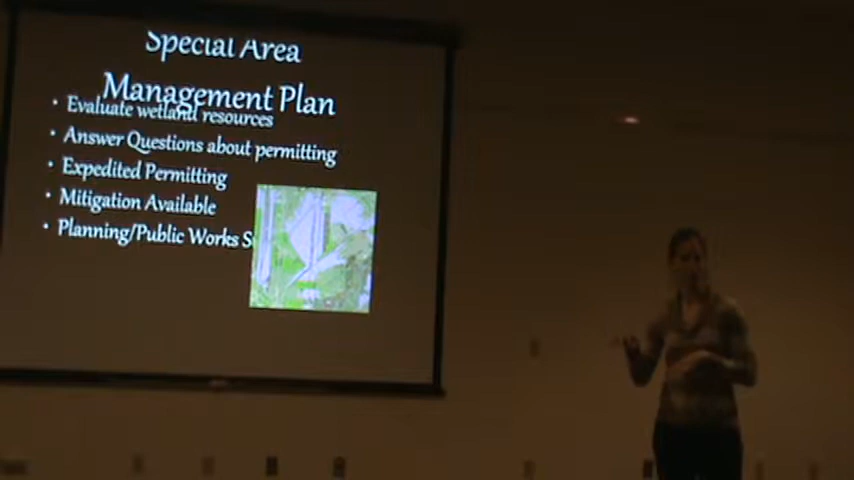 Special Area
Management Plan
• Evaluate wetland resources
• Answer Questions about permitting
• Expedited Permitting
• Mitigation Available
• Planning/Public Works